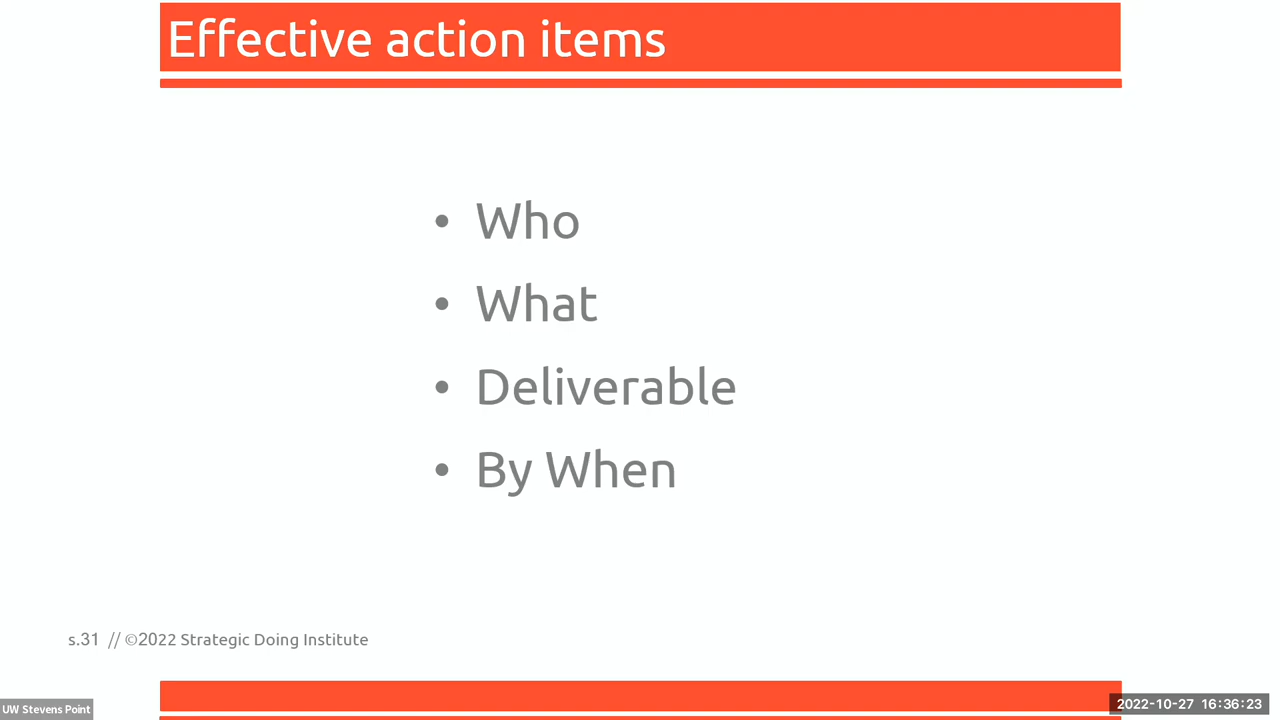 Effective action items
• Who
• What
• Deliverable
• By When
s.31 // ©2022 Strategic Doing Institute
UW Stevens Point
2022-10-27 16:36:23